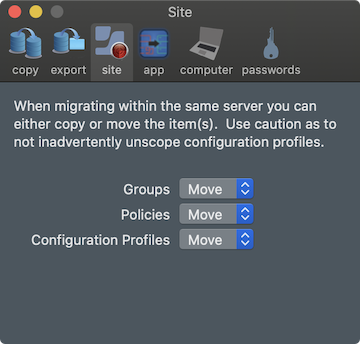 Site
copy export site app computer passwords
When migrating within the same server you can
either copy or move the item(s).  Use caution as to
not inadvertently unscope configuration profiles.
Groups Move
Policies Move
Configuration Profiles Move